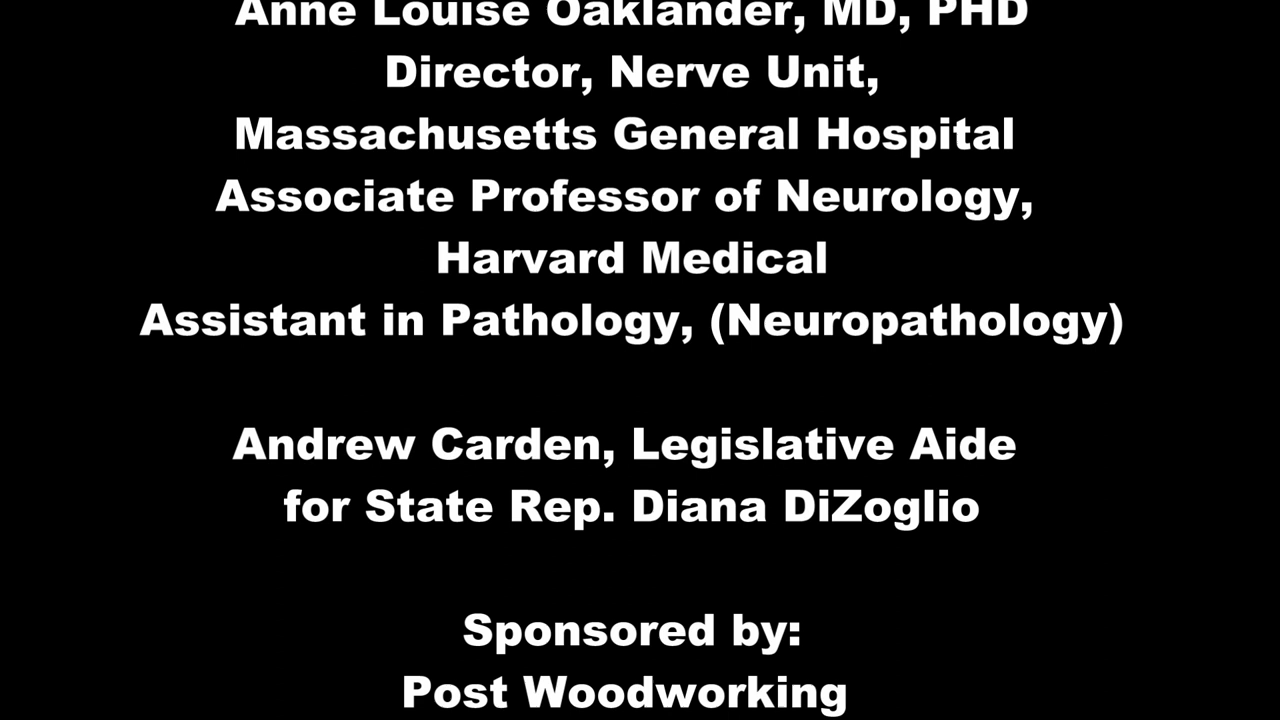 Anne Louise Oaklander, MD, PHD
Director, Nerve Unit,
Massachusetts General Hospital
Associate Professor of Neurology,
Harvard Medical
Assistant in Pathology, (Neuropathology)
Andrew Carden, Legislative Aide
for State Rep. Diana DiZoglio
Sponsored by:
Post Woodworking